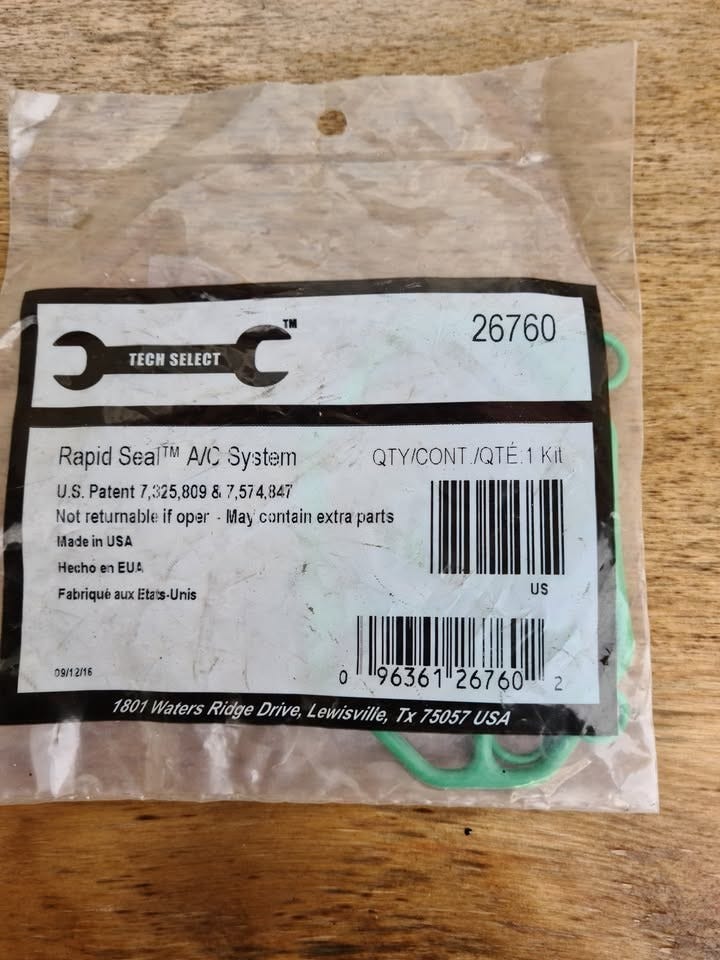 TECH SELECT TM
26760
Rapid Seal™ A/C System
QTY/CONT./QTÉ:1 Kit
U.S. Patent 7,325,809 & 7,574,847
Not returnable if open - May contain extra parts
Made in USA
Hecho en EUA
Fabriqué aux Etats-Unis
US
09/12/16
0 96361 26760 2
1801 Waters Ridge Drive, Lewisville, Tx 75057 USA